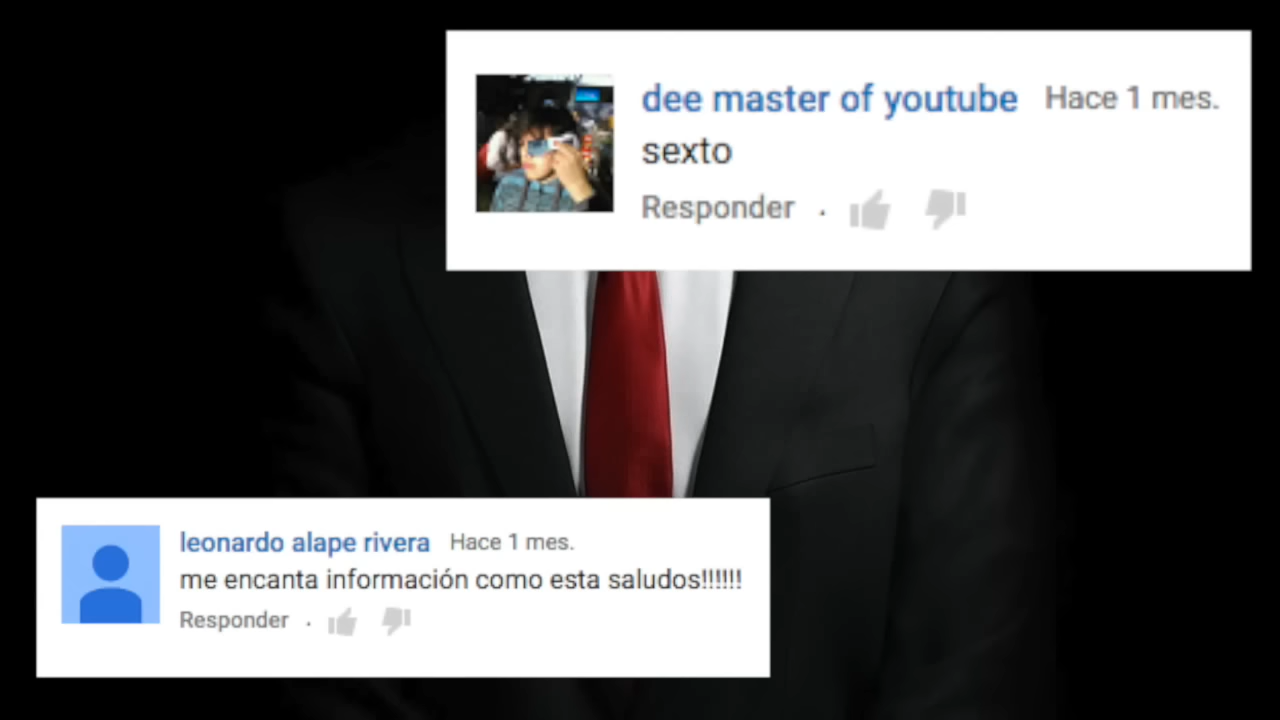 dee master of youtube Hace 1 mes.
sexto
Responder .
leonardo alape rivera Hace 1 mes.
me encanta información como esta saludos!!!!!!
Responder .